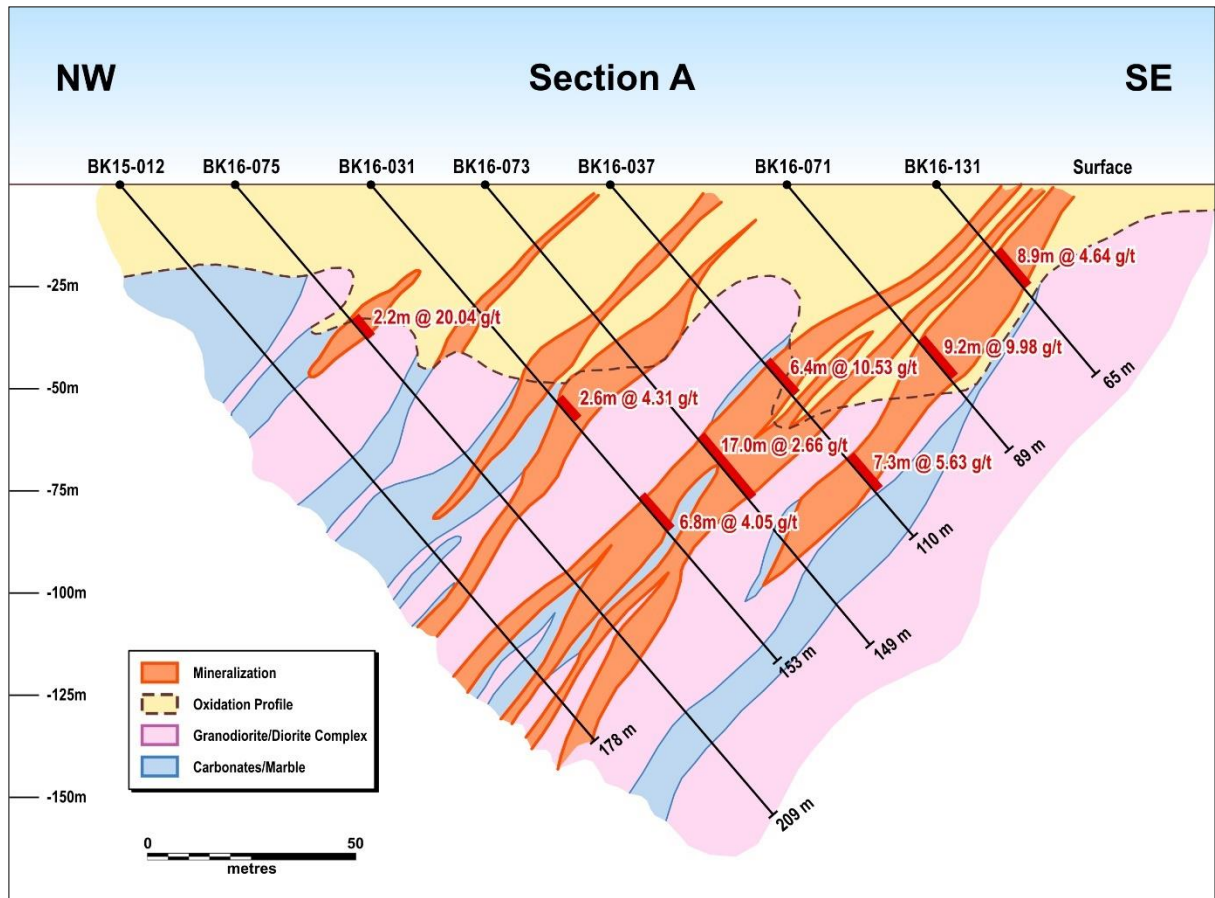 NW
Section A
SE
BK15-012
BK16-075
BK16-031
BK16-073
BK16-037
BK16-071
BK16-131
Surface
-25m
-50m
-75m
-100m
-125m
-150m
8.9m @ 4.64 g/t
2.2m @ 20.04 g/t
9.2m @ 9.98 g/t
6.4m @ 10.53 g/t
65 m
2.6m @ 4.31 g/t
17.0m @ 2.66 g/t
89 m
7.3m @ 5.63 g/t
6.8m @ 4.05 g/t
110 m
149 m
153 m
178 m
209 m
Mineralization
Oxidation Profile
Granodiorite/Diorite Complex
Carbonates/Marble
0
50
metres